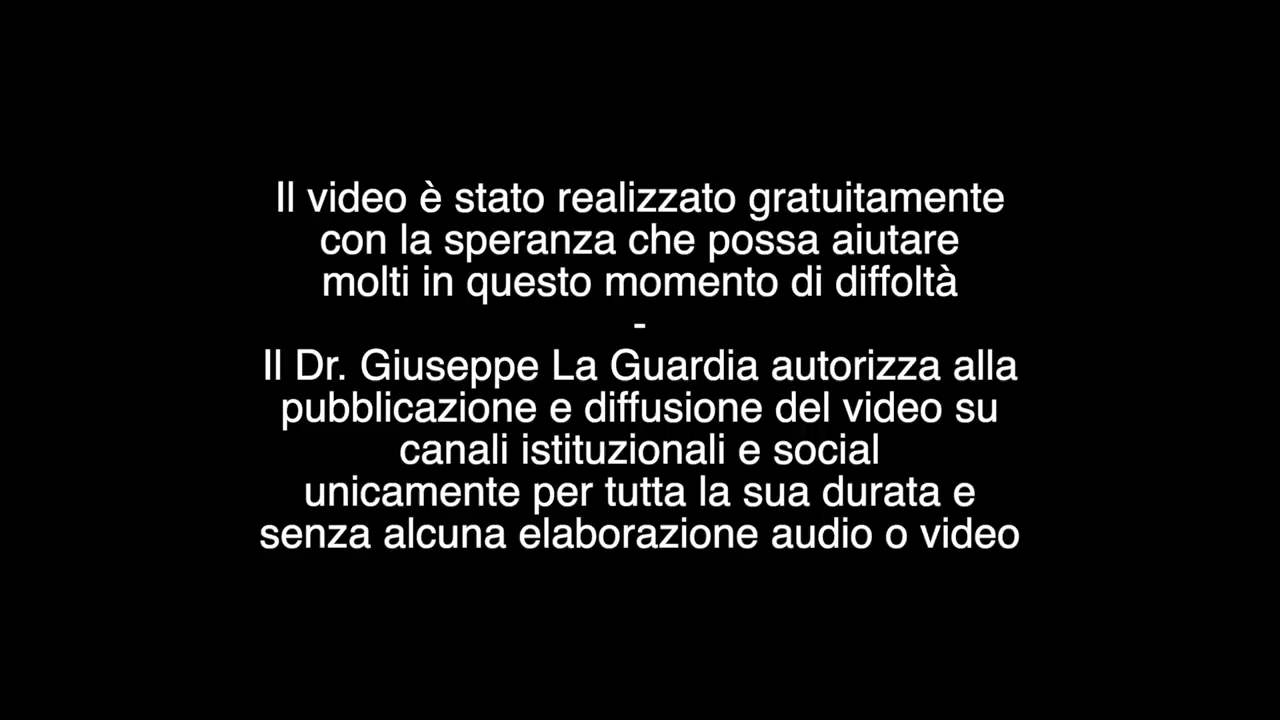 Il video è stato realizzato gratuitamente
con la speranza che possa aiutare
molti in questo momento di diffoltà
-
Il Dr. Giuseppe La Guardia autorizza alla
pubblicazione e diffusione del video su
canali istituzionali e social
unicamente per tutta la sua durata e
senza alcuna elaborazione audio o video